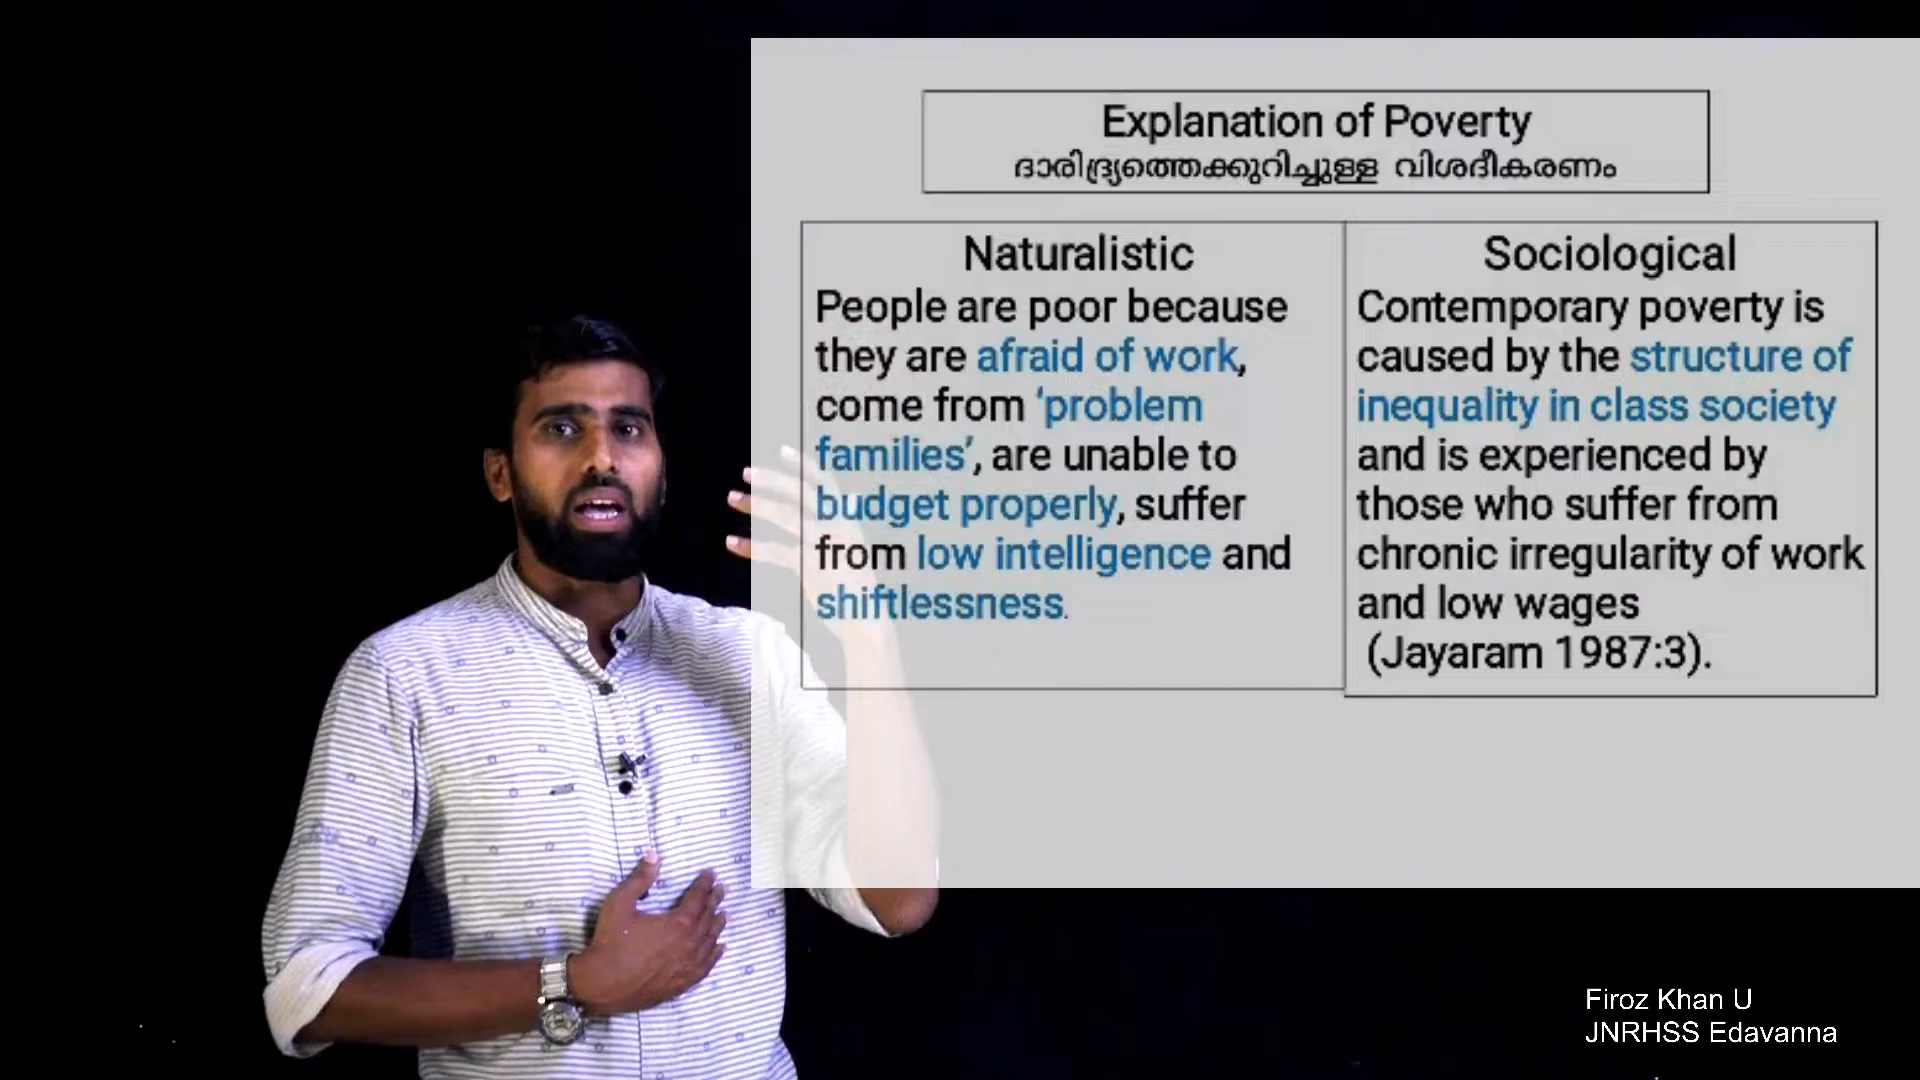 Explanation of Poverty
ദാരിദ്ര്യത്തെക്കുറിച്ചുള്ള വിശദീകരണം
Naturalistic
People are poor because
they are afraid of work,
come from ‘problem
families’, are unable to
budget properly, suffer
from low intelligence and
shiftlessness.
Sociological
Contemporary poverty is
caused by the structure of
inequality in class society
and is experienced by
those who suffer from
chronic irregularity of work
and low wages
(Jayaram 1987:3).
Firoz Khan U
JNRHSS Edavanna